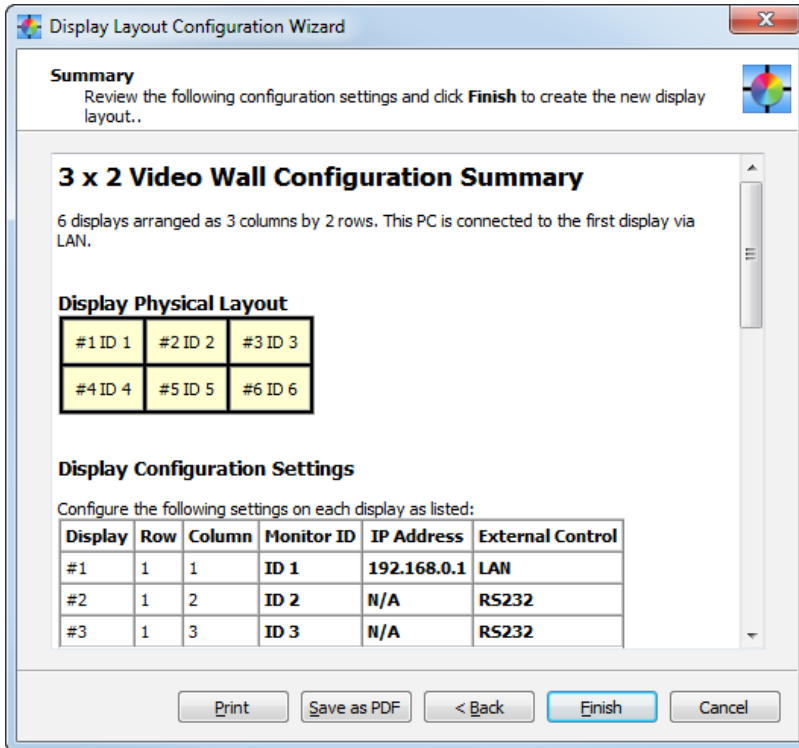 Display Layout Configuration Wizard
Summary
Review the following configuration settings and click Finish to create the new display
layout..
3 x 2 Video Wall Configuration Summary
6 displays arranged as 3 columns by 2 rows. This PC is connected to the first display via
LAN.
Display Physical Layout
#1 ID 1 #2 ID 2 #3 ID 3
#4 ID 4 #5 ID 5 #6 ID 6
Display Configuration Settings
Configure the following settings on each display as listed:
Display Row Column Monitor ID IP Address External Control
#1 1 1 ID 1 192.168.0.1 LAN
#2 1 2 ID 2 N/A RS232
#3 1 3 ID 3 N/A RS232
Print Save as PDF < Back Finish Cancel